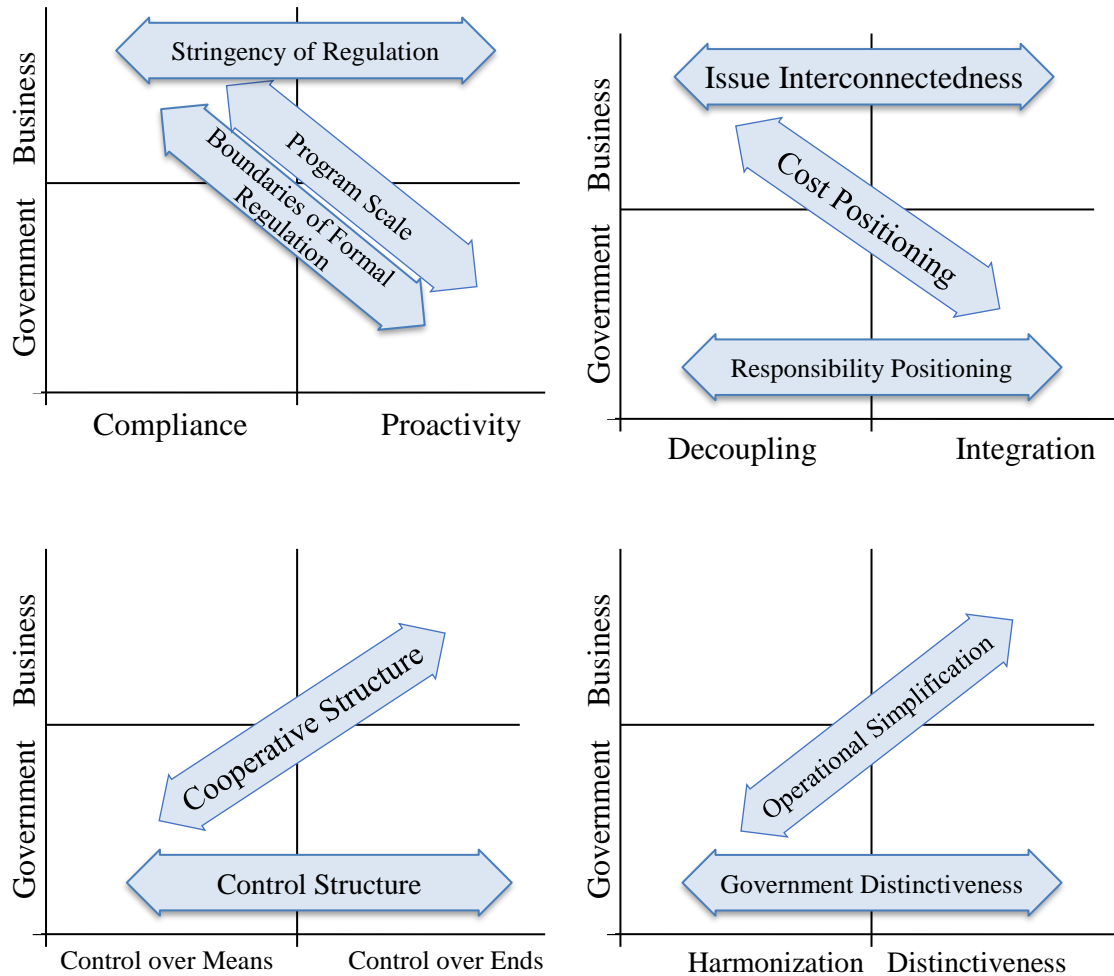 Stringency of Regulation
Business
Program Scale
Boundaries of Formal
Regulation
Government
Compliance
Proactivity
Issue Interconnectedness
Business
Cost Positioning
Government
Responsibility Positioning
Decoupling
Integration
Business
Cooperative Structure
Government
Control Structure
Control over Means
Control over Ends
Business
Operational Simplification
Government
Government Distinctiveness
Harmonization
Distinctiveness